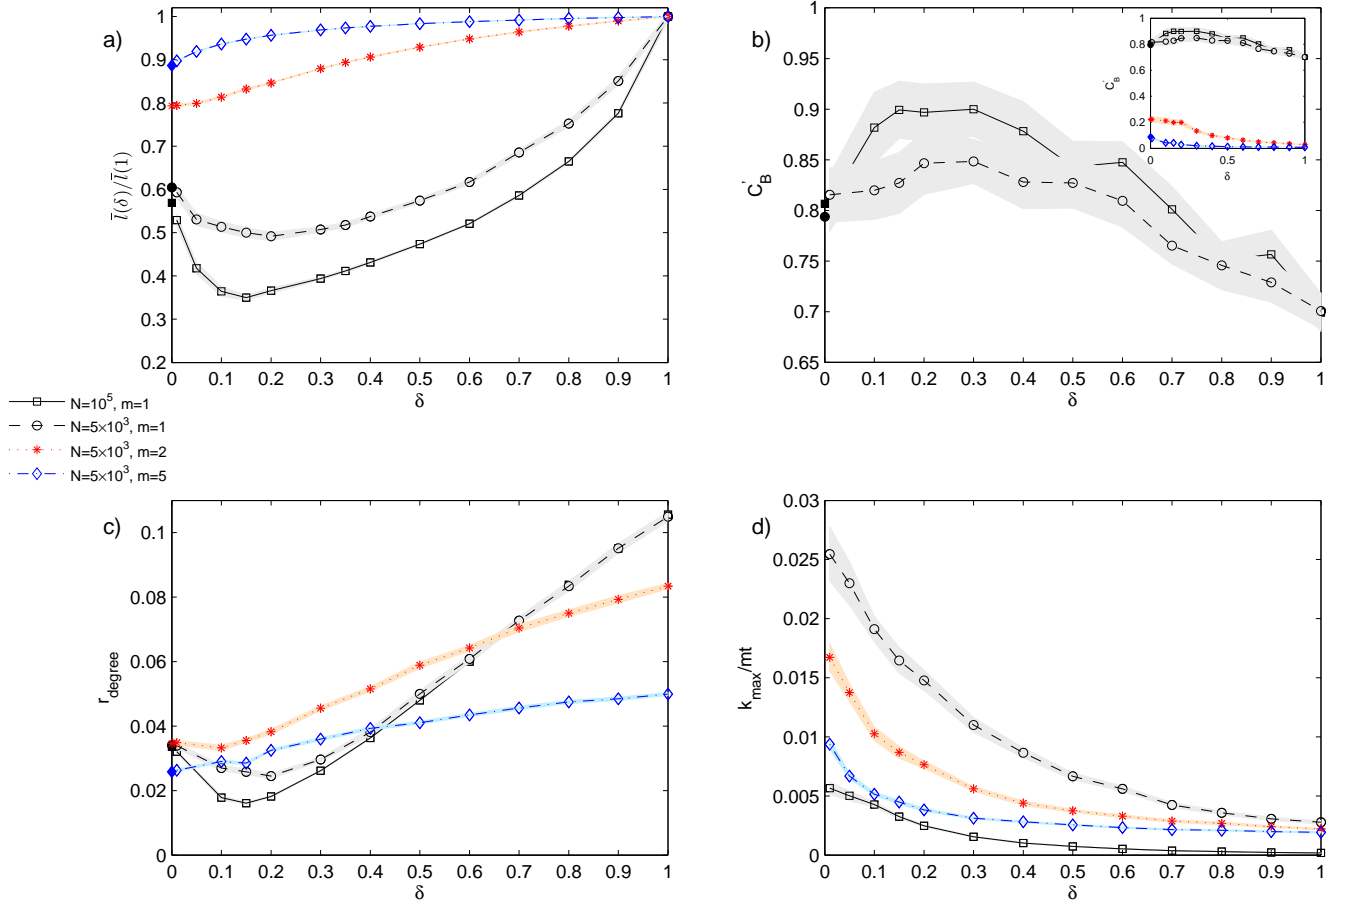 a)
1
0.9
0.8
0.7
0.6
0.5
0.4
0.3
0.2
l̄(δ)/l̄(1)
0 0.1 0.2 0.3 0.4 0.5 0.6 0.7 0.8 0.9 1
δ
b)
1
0.95
0.9
0.85
0.8
0.75
0.7
0.65
C'_B
0 0.1 0.2 0.3 0.4 0.5 0.6 0.7 0.8 0.9 1
δ
1
0.8
0.6
0.4
0.2
0
C'_B
0 0.5 1
δ
N=10^5, m=1
N=5×10^3, m=1
N=5×10^3, m=2
N=5×10^3, m=5
c)
0.1
0.08
0.06
0.04
0.02
0
r_degree
0 0.1 0.2 0.3 0.4 0.5 0.6 0.7 0.8 0.9 1
δ
d)
0.03
0.025
0.02
0.015
0.01
0.005
0
k_max/mt
0 0.1 0.2 0.3 0.4 0.5 0.6 0.7 0.8 0.9 1
δ